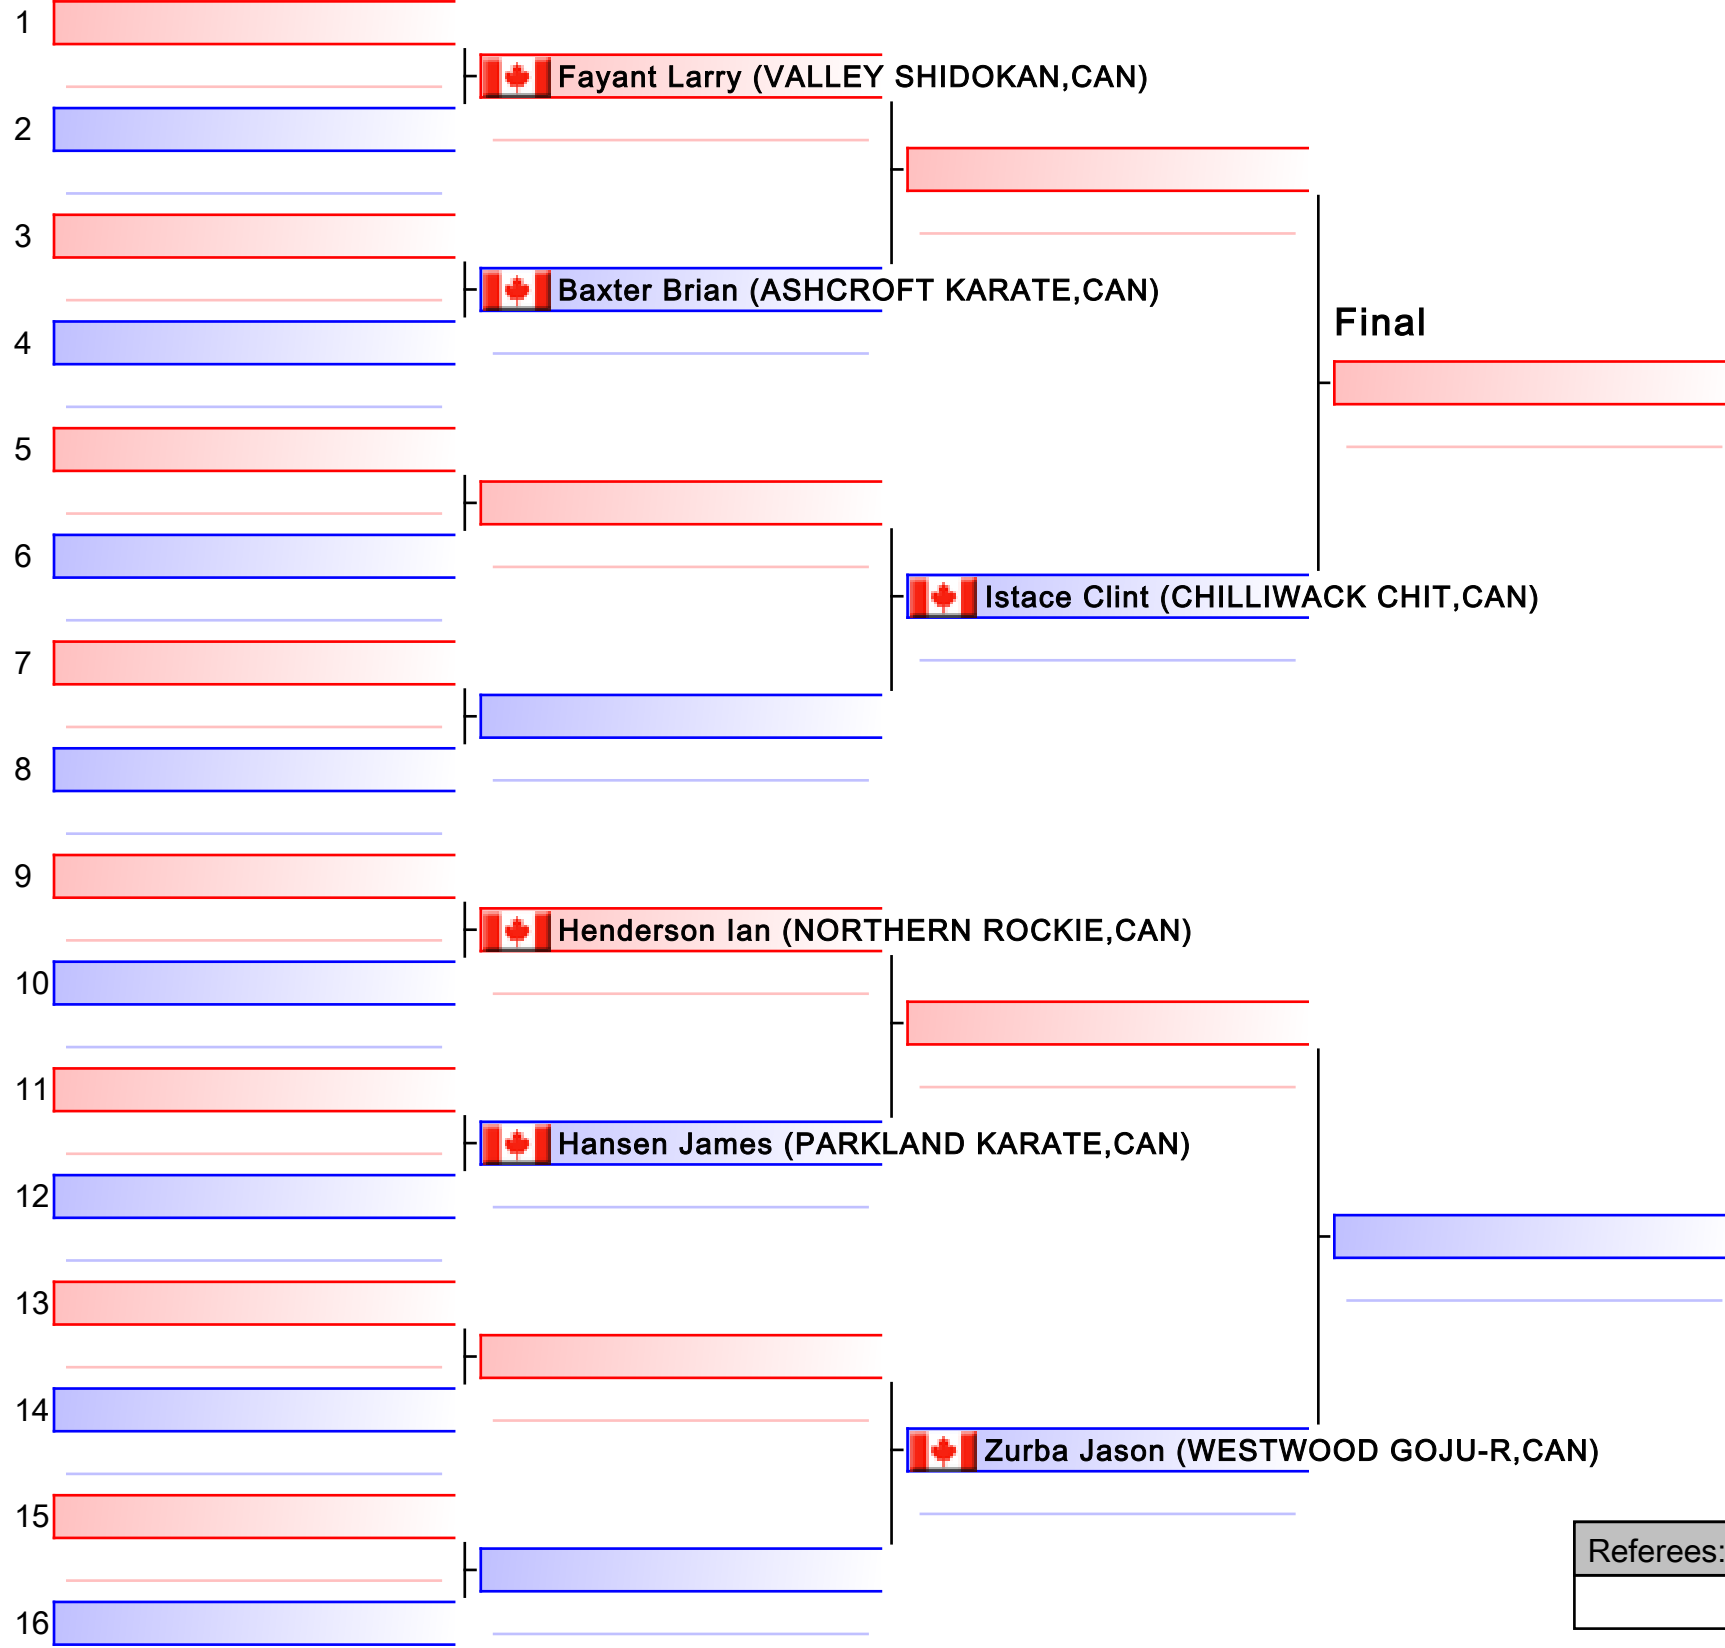 1
Fayant Larry (VALLEY SHIDOKAN,CAN)
2
3
Baxter Brian (ASHCROFT KARATE,CAN)
Final
4
5
6
Istace Clint (CHILLIWACK CHIT,CAN)
7
8
9
Henderson Ian (NORTHERN ROCKIE,CAN)
10
11
Hansen James (PARKLAND KARATE,CAN)
12
13
14
Zurba Jason (WESTWOOD GOJU-R,CAN)
15
Referees:
16